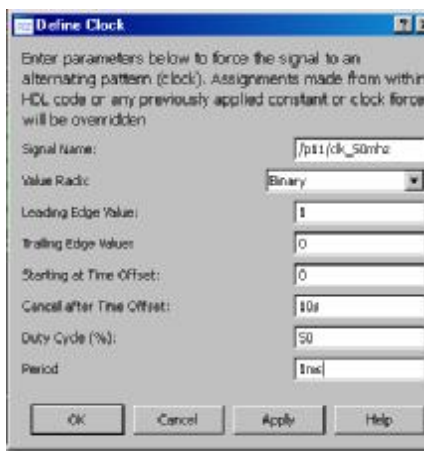 Define Clock
Enter parameters below to force the signal to an
alternating pattern (clock). Assignments made from within
HDL code or any previously applied constant or clock force
will be overridden
Signal Name:
/p11/clk_50mhz
Value Radix:
Binary
Leading Edge Value:
1
Trailing Edge Value:
0
Starting at Time Offset:
0
Cancel after Time Offset:
10s
Duty Cycle (%):
50
Period
OK
Cancel
Apply
Help